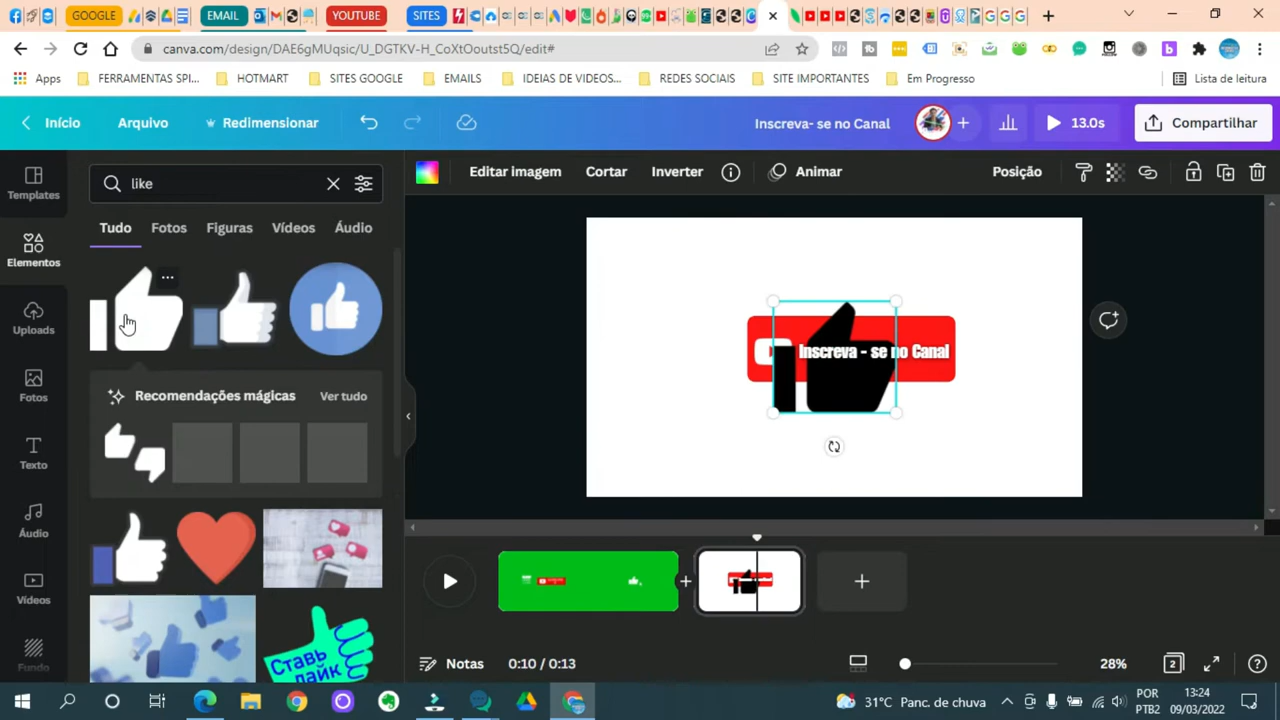 GOOGLE
EMAIL
YOUTUBE
SITES
canva.com/design/DAE6gMUqsic/U_DGTKV-H_CoXtOoutst5Q/edit#
Apps
FERRAMENTAS SPI...
HOTMART
SITES GOOGLE
EMAILS
IDEIAS DE VIDEOS...
REDES SOCIAIS
SITE IMPORTANTES
Em Progresso
Lista de leitura
Início
Arquivo
Redimensionar
Inscreva- se no Canal
13.0s
Compartilhar
Templates
Elementos
Uploads
Fotos
Texto
Áudio
Vídeos
Fundo
like
Tudo
Fotos
Figuras
Vídeos
Áudio
Recomendações mágicas
Ver tudo
Ставь
лайк
Editar imagem
Cortar
Inverter
Animar
Posição
Inscreva - se no Canal
Notas
0:10 / 0:13
28%
2
31°C Panc. de chuva
POR
PTB2
13:24
09/03/2022